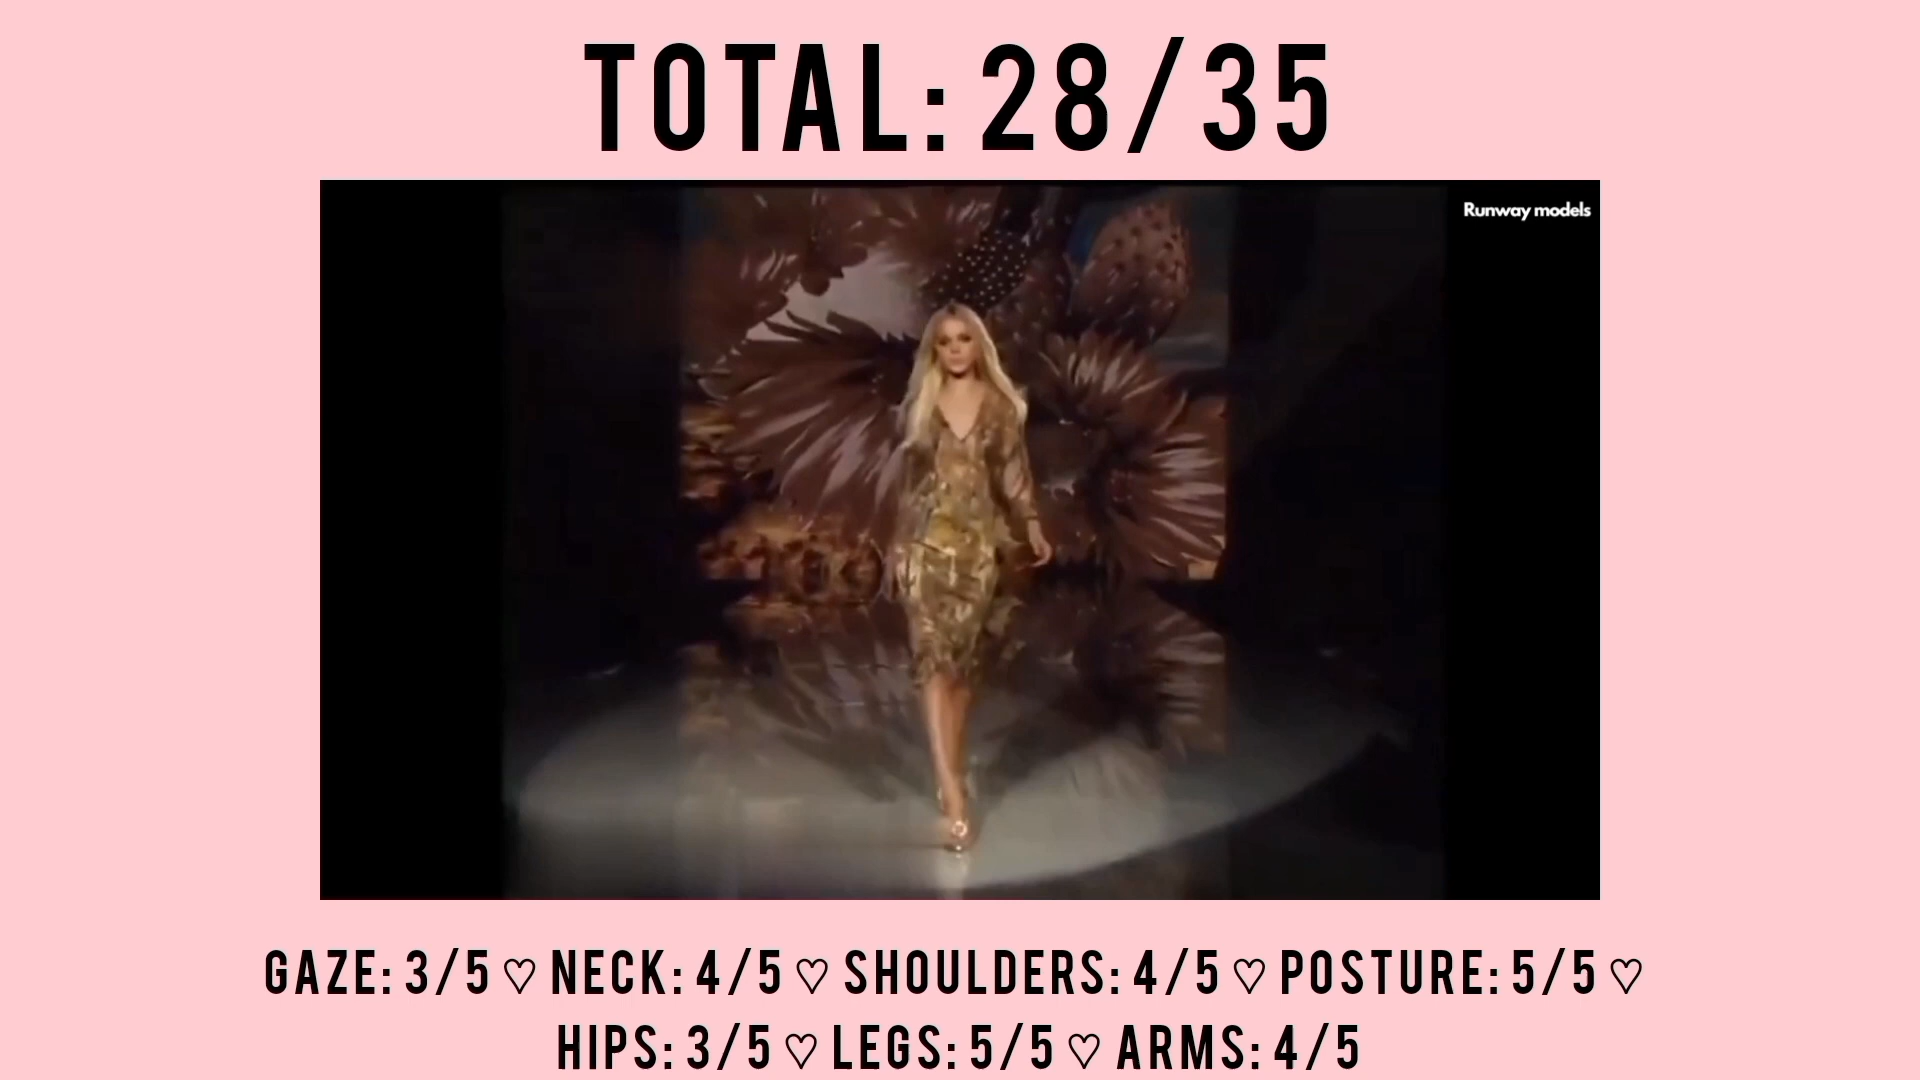 TOTAL: 28/35
Runway models
GAZE: 3/5 ♡ NECK: 4/5 ♡ SHOULDERS: 4/5 ♡ POSTURE: 5/5 ♡
HIPS: 3/5 ♡ LEGS: 5/5 ♡ ARMS: 4/5